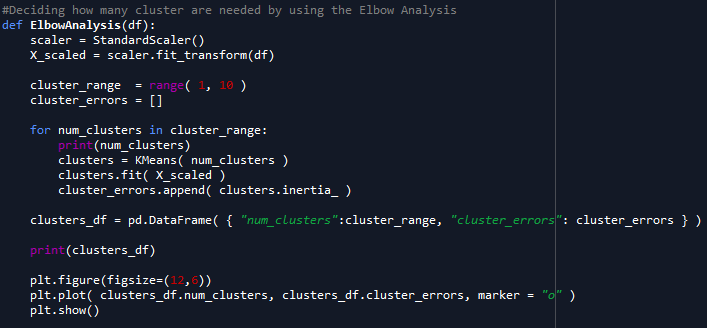 #Deciding how many cluster are needed by using the Elbow Analysis
def ElbowAnalysis(df):
    scaler = StandardScaler()
    X_scaled = scaler.fit_transform(df)

    cluster_range  = range( 1, 10 )
    cluster_errors = []

    for num_clusters in cluster_range:
        print(num_clusters)
        clusters = KMeans( num_clusters )
        clusters.fit( X_scaled )
        cluster_errors.append( clusters.inertia_ )

    clusters_df = pd.DataFrame( { "num_clusters":cluster_range, "cluster_errors": cluster_errors } )

    print(clusters_df)

    plt.figure(figsize=(12,6))
    plt.plot( clusters_df.num_clusters, clusters_df.cluster_errors, marker = "o" )
    plt.show()